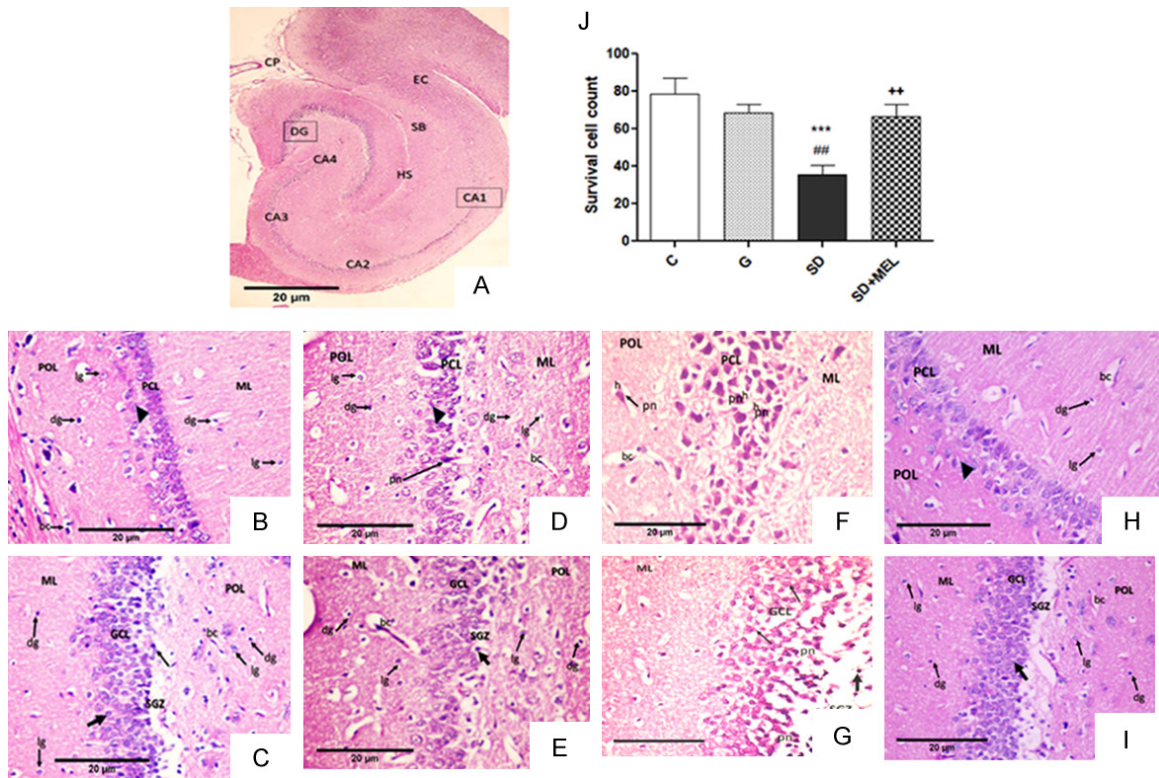 J
100
80
60
40
20
0
Survival cell count
***
##
++
C
G
SD
SD+MEL
CP
EC
DG
SB
CA4
HS
CA1
CA3
CA2
20 µm
A
POL
lg
PCL
ML
dg
lg
bc
20 µm
B
POL
PCL
ML
lg
dg
dg
lg
bc
pn
20 µm
D
POL
PCL
ML
h
pn
pn
h
h
pn
bc
20 µm
F
ML
PCL
bc
dg
lg
POL
20 µm
H
ML
POL
dg
GCL
bc
dg
lg
SGZ
lg
20 µm
C
ML
GCL
POL
dg
bc
SGZ
lg
lg
dg
20 µm
E
ML
GCL
pn
SGZ
pn
G
ML
GCL
POL
lg
SGZ
bc
dg
lg
dg
20 µm
I